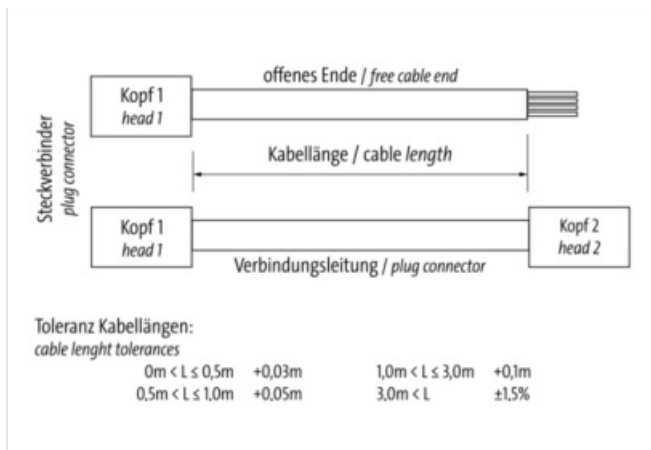 offenes Ende / free cable end
Kopf 1
head 1
Kabellänge / cable length
Steckverbinder
plug connector
Kopf 1
head 1
Kopf 2
head 2
Verbindungsleitung / plug connector
Toleranz Kabellängen:
cable lenght tolerances
0m < L ≤ 0,5m +0,03m
1,0m < L ≤ 3,0m +0,1m
0,5m < L ≤ 1,0m +0,05m
3,0m < L ±1,5%